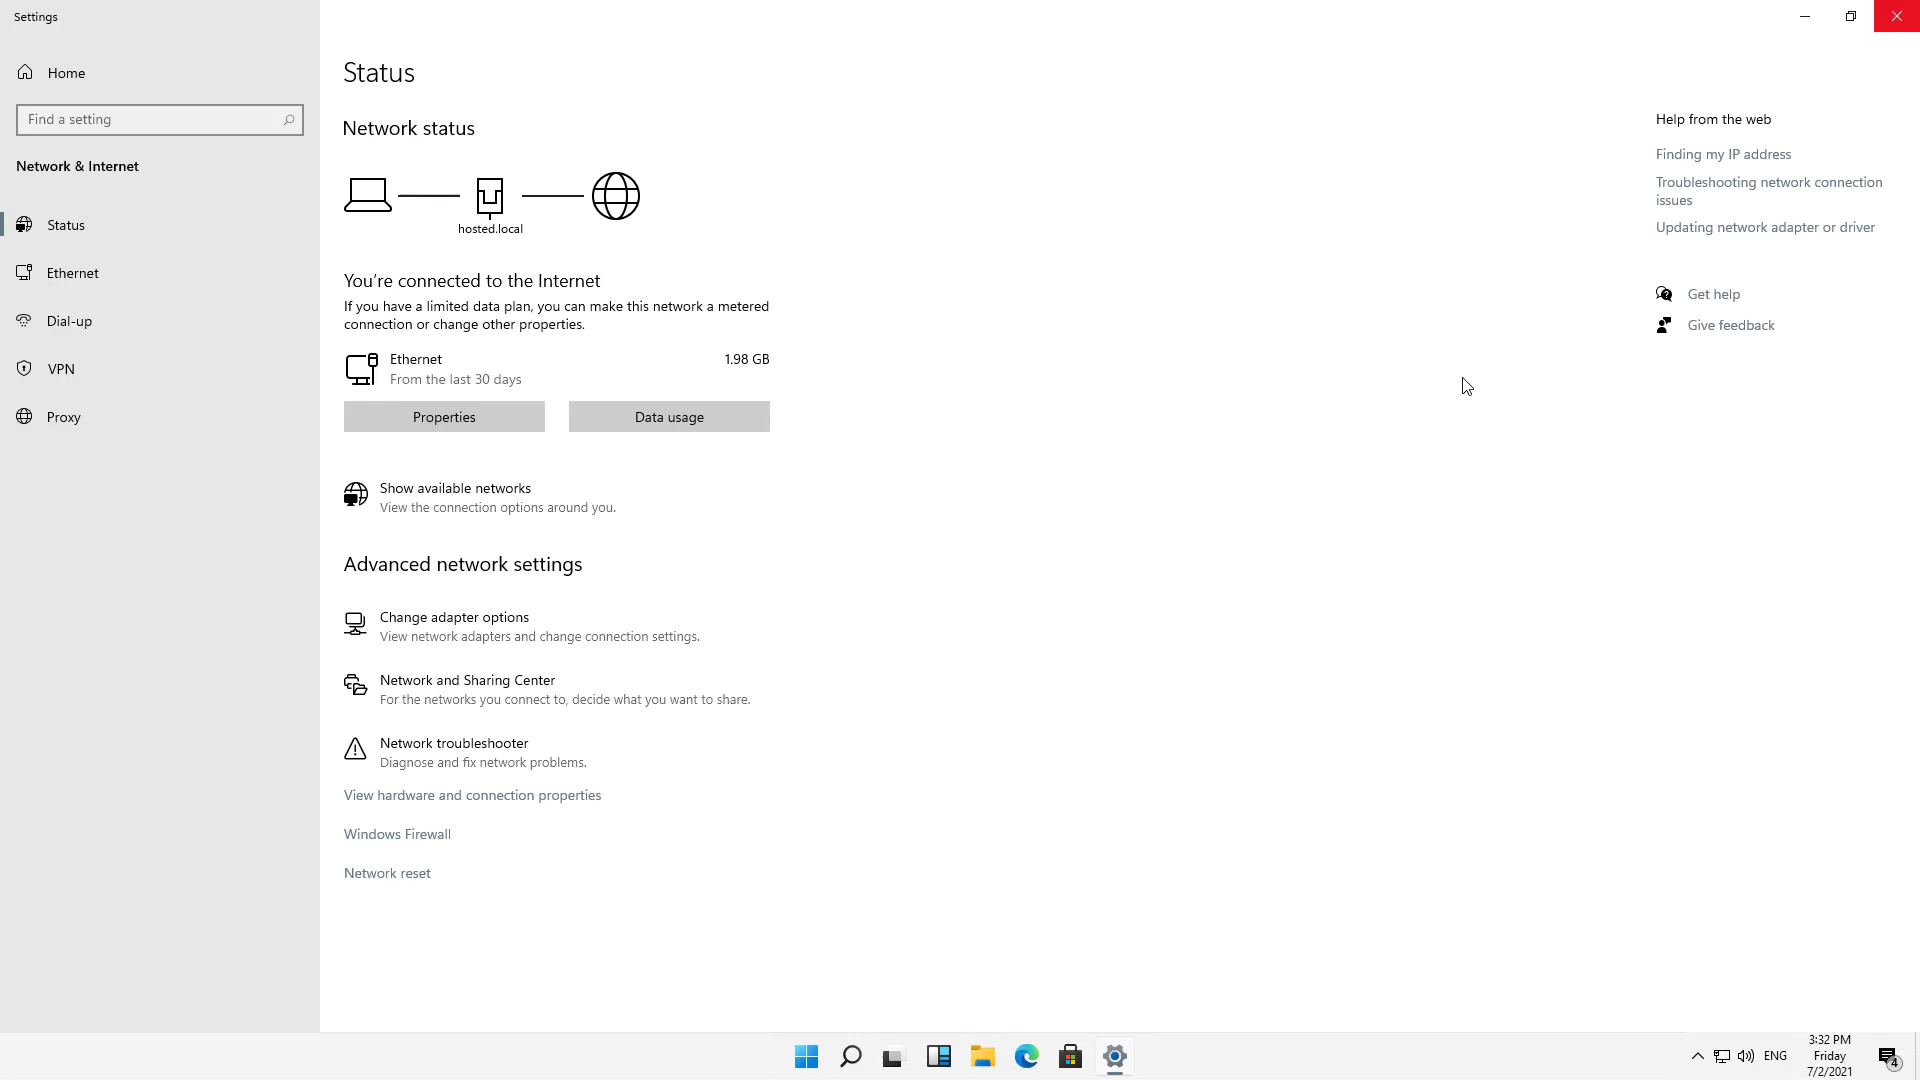 Settings
Home
Find a setting
Network & Internet
Status
Ethernet
Dial-up
VPN
Proxy
Status
Network status
hosted.local
You're connected to the Internet
If you have a limited data plan, you can make this network a metered
connection or change other properties.
Ethernet
1.98 GB
From the last 30 days
Properties
Data usage
Show available networks
View the connection options around you.
Advanced network settings
Change adapter options
View network adapters and change connection settings.
Network and Sharing Center
For the networks you connect to, decide what you want to share.
Network troubleshooter
Diagnose and fix network problems.
View hardware and connection properties
Windows Firewall
Network reset
Help from the web
Finding my IP address
Troubleshooting network connection
issues
Updating network adapter or driver
Get help
Give feedback
ENG
3:32 PM
Friday
7/2/2021
4